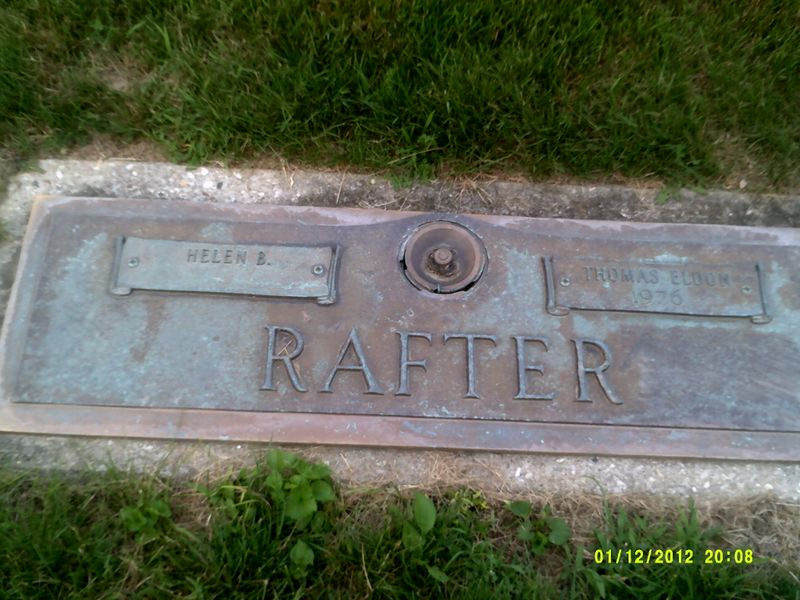 HELEN B.
THOMAS ELDON
1976
RAFTER
01/12/2012 20:08